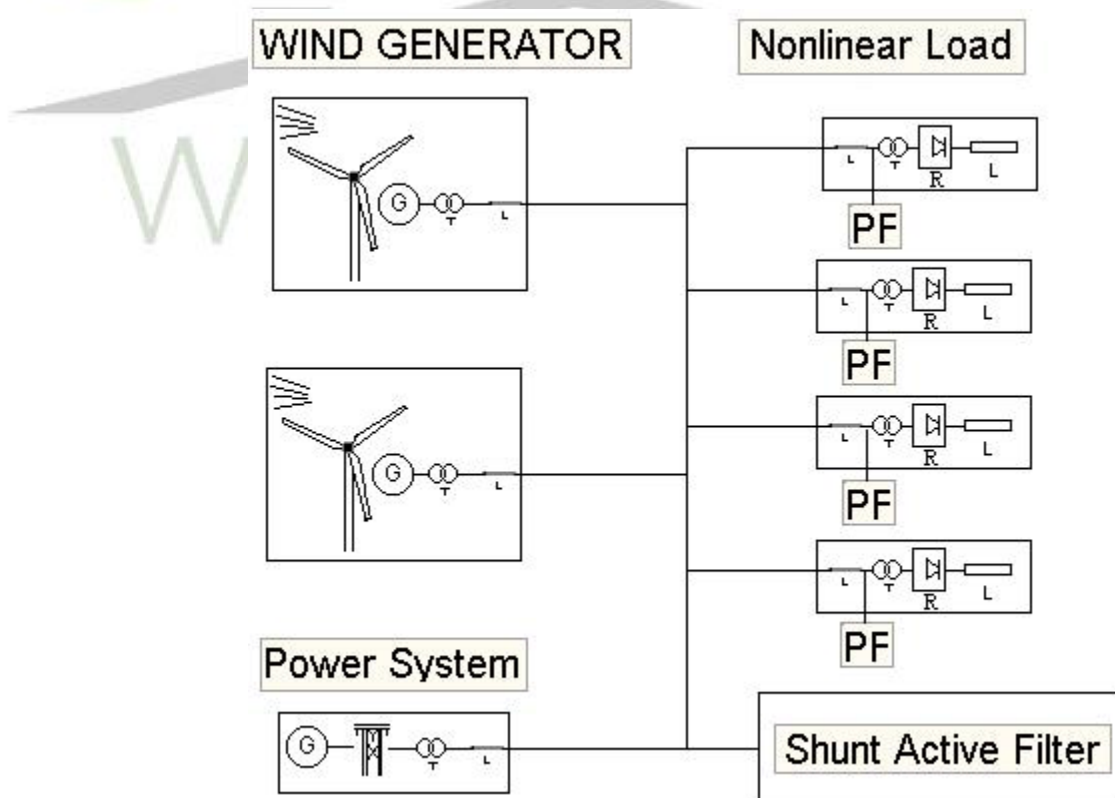 WIND GENERATOR
Nonlinear Load
W
G
T
L
L
T
R
L
PF
L
T
R
L
PF
G
T
L
L
T
R
L
PF
L
T
R
L
PF
Power System
G
T
L
Shunt Active Filter